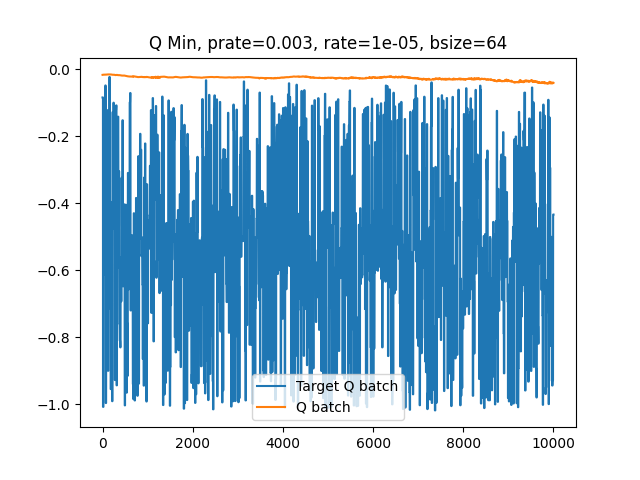 Q Min, prate=0.003, rate=1e-05, bsize=64
0.0
−0.2
−0.4
−0.6
−0.8
−1.0
Target Q batch
Q batch
0 2000 4000 6000 8000 10000